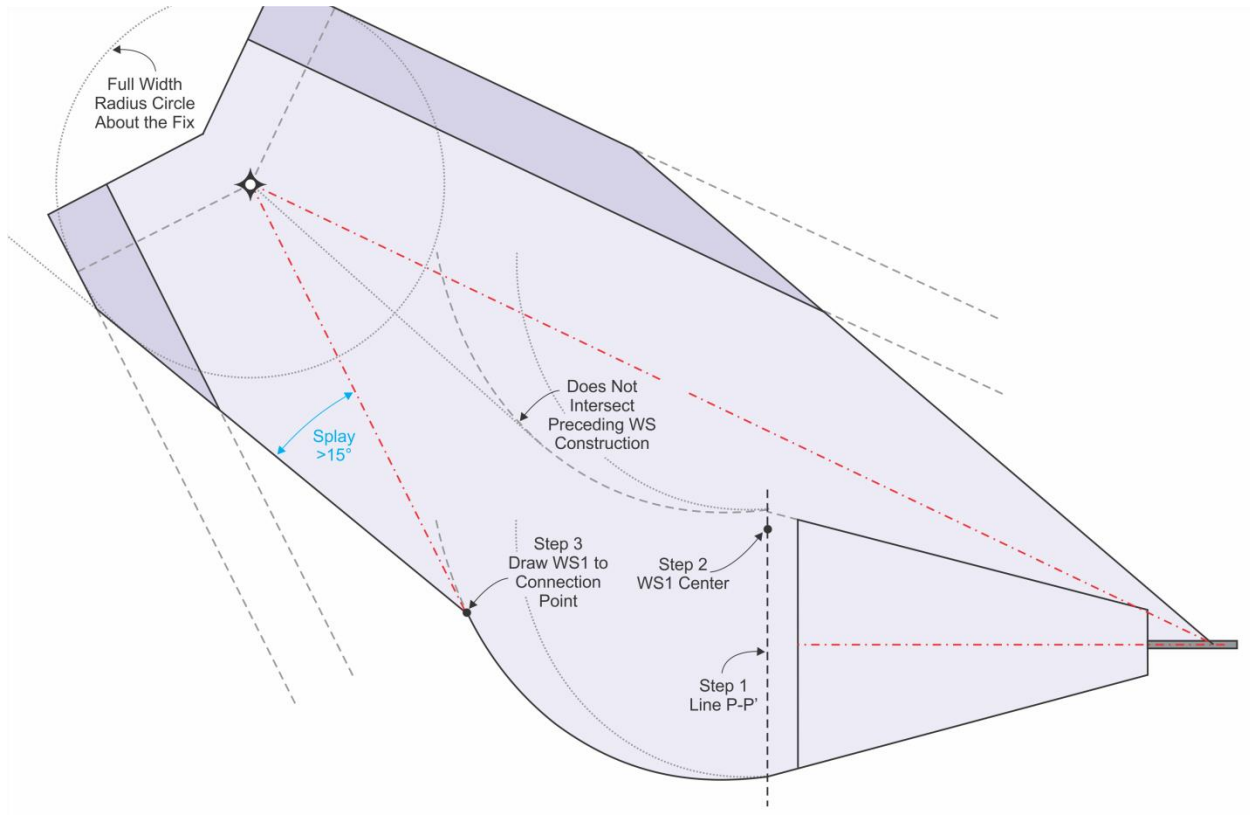 Full Width
Radius Circle
About the Fix
Does Not
Intersect
Preceding WS
Construction
Splay
>15°
Step 3
Draw WS1 to
Connection
Point
Step 2
WS1 Center
Step 1
Line P-P’